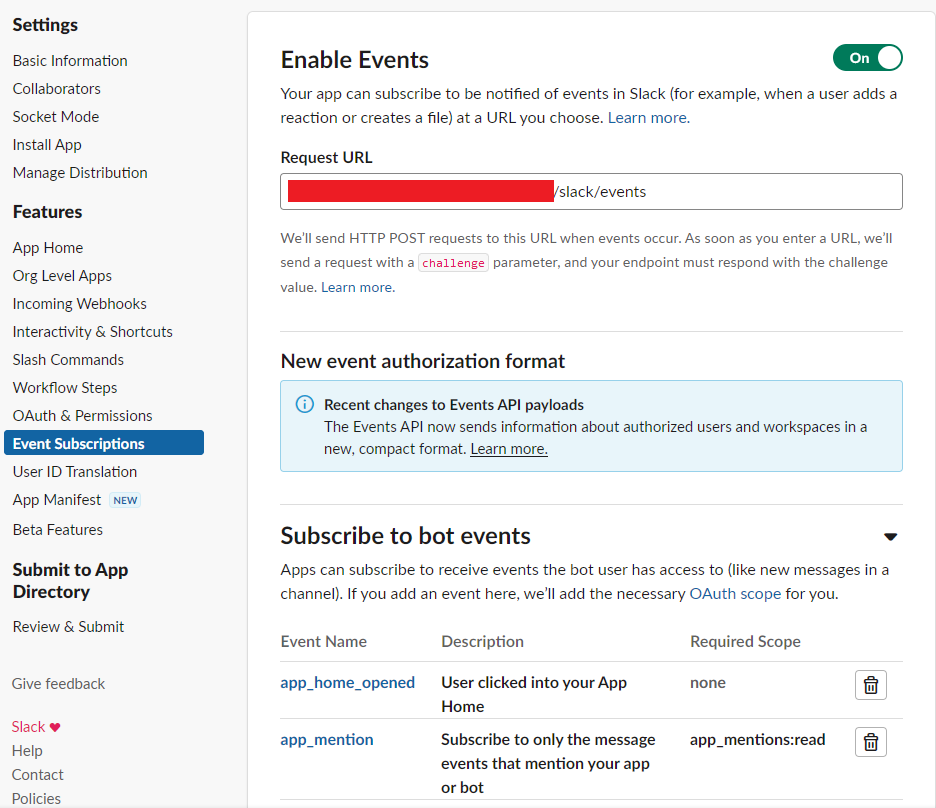 Settings
Basic Information
Collaborators
Socket Mode
Install App
Manage Distribution
Features
App Home
Org Level Apps
Incoming Webhooks
Interactivity & Shortcuts
Slash Commands
Workflow Steps
OAuth & Permissions
Event Subscriptions
User ID Translation
App Manifest NEW
Beta Features
Submit to App
Directory
Review & Submit
Give feedback
Slack ♥
Help
Contact
Policies
Enable Events
On
Your app can subscribe to be notified of events in Slack (for example, when a user adds a
reaction or creates a file) at a URL you choose. Learn more.
Request URL
/slack/events
We’ll send HTTP POST requests to this URL when events occur. As soon as you enter a URL, we’ll
send a request with a challenge parameter, and your endpoint must respond with the challenge
value. Learn more.
New event authorization format
Recent changes to Events API payloads
The Events API now sends information about authorized users and workspaces in a
new, compact format. Learn more.
Subscribe to bot events
Apps can subscribe to receive events the bot user has access to (like new messages in a
channel). If you add an event here, we’ll add the necessary OAuth scope for you.
Event Name Description Required Scope
app_home_opened User clicked into your App none
Home
app_mention Subscribe to only the message app_mentions:read
events that mention your app
or bot